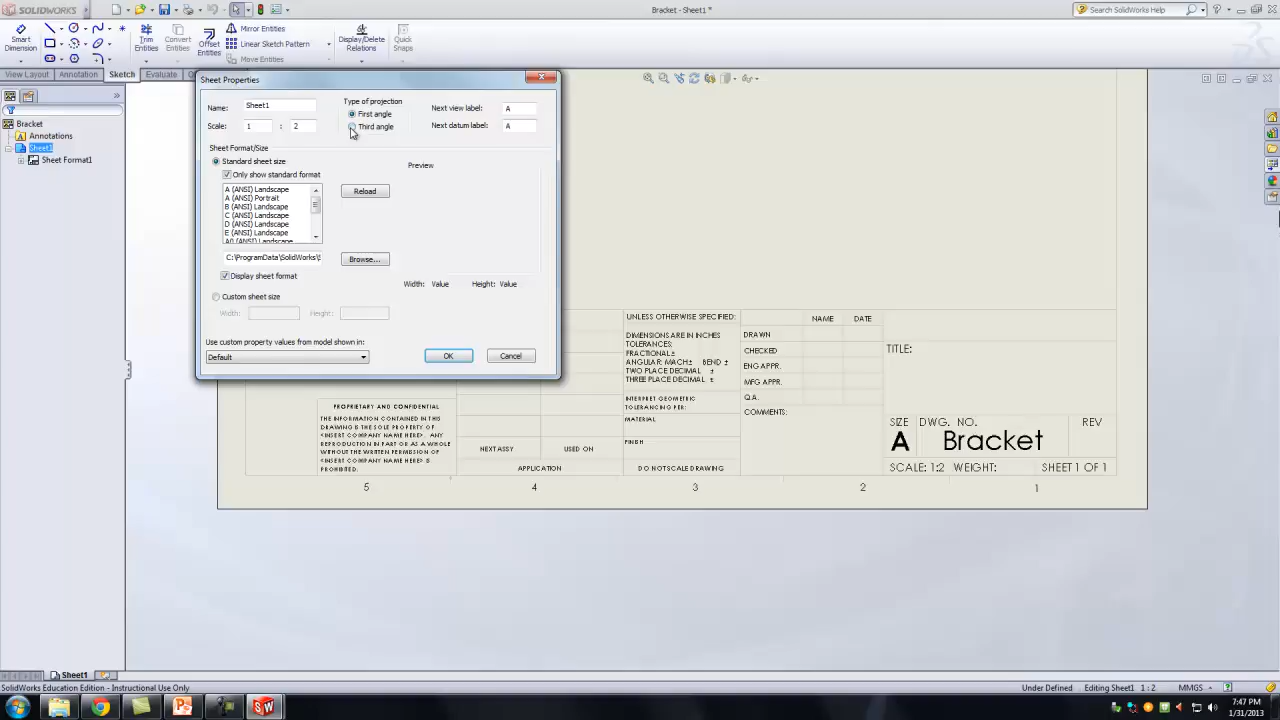 SOLIDWORKS
Bracket - Sheet1 *
Search SolidWorks Help
Smart Dimension
Trim Entities
Convert Entities
Offset Entities
Mirror Entities
Linear Sketch Pattern
Move Entities
Display/Delete Relations
Quick Snaps
View Layout
Annotation
Sketch
Evaluate
Bracket
Annotations
Sheet1
Sheet Format1
Sheet Properties
Name: Sheet1
Scale: 1 : 2
Type of projection
First angle
Third angle
Next view label: A
Next datum label: A
Sheet Format/Size
Standard sheet size
Only show standard format
A (ANSI) Landscape
A (ANSI) Portrait
B (ANSI) Landscape
C (ANSI) Landscape
D (ANSI) Landscape
E (ANSI) Landscape
A0 (ANSI) Landscape
Reload
Preview
C:\ProgramData\SolidWorks\S
Browse...
Display sheet format
Width: Value Height: Value
Custom sheet size
Width:
Height:
Use custom property values from model shown in:
Default
OK
Cancel
UNLESS OTHERWISE SPECIFIED:
DIMENSIONS ARE IN INCHES
TOLERANCES:
FRACTIONAL±
ANGULAR: MACH± BEND ±
TWO PLACE DECIMAL ±
THREE PLACE DECIMAL ±
INTERPRET GEOMETRIC
TOLERANCING PER:
MATERIAL
FINISH
DO NOT SCALE DRAWING
NAME DATE
DRAWN
CHECKED
ENG APPR.
MFG APPR.
Q.A.
COMMENTS:
TITLE:
SIZE DWG. NO. REV
A Bracket
SCALE: 1:2 WEIGHT: SHEET 1 OF 1
PROPRIETARY AND CONFIDENTIAL
THE INFORMATION CONTAINED IN THIS
DRAWING IS THE SOLE PROPERTY OF
<INSERT COMPANY NAME HERE>. ANY
REPRODUCTION IN PART OR AS A WHOLE
WITHOUT THE WRITTEN PERMISSION OF
<INSERT COMPANY NAME HERE> IS
PROHIBITED.
NEXT ASSY USED ON
APPLICATION
5 4 3 2 1
Sheet1
SolidWorks Education Edition - Instructional Use Only
Under Defined
Editing Sheet1
1 : 2
MMGS
7:47 PM
1/31/2013